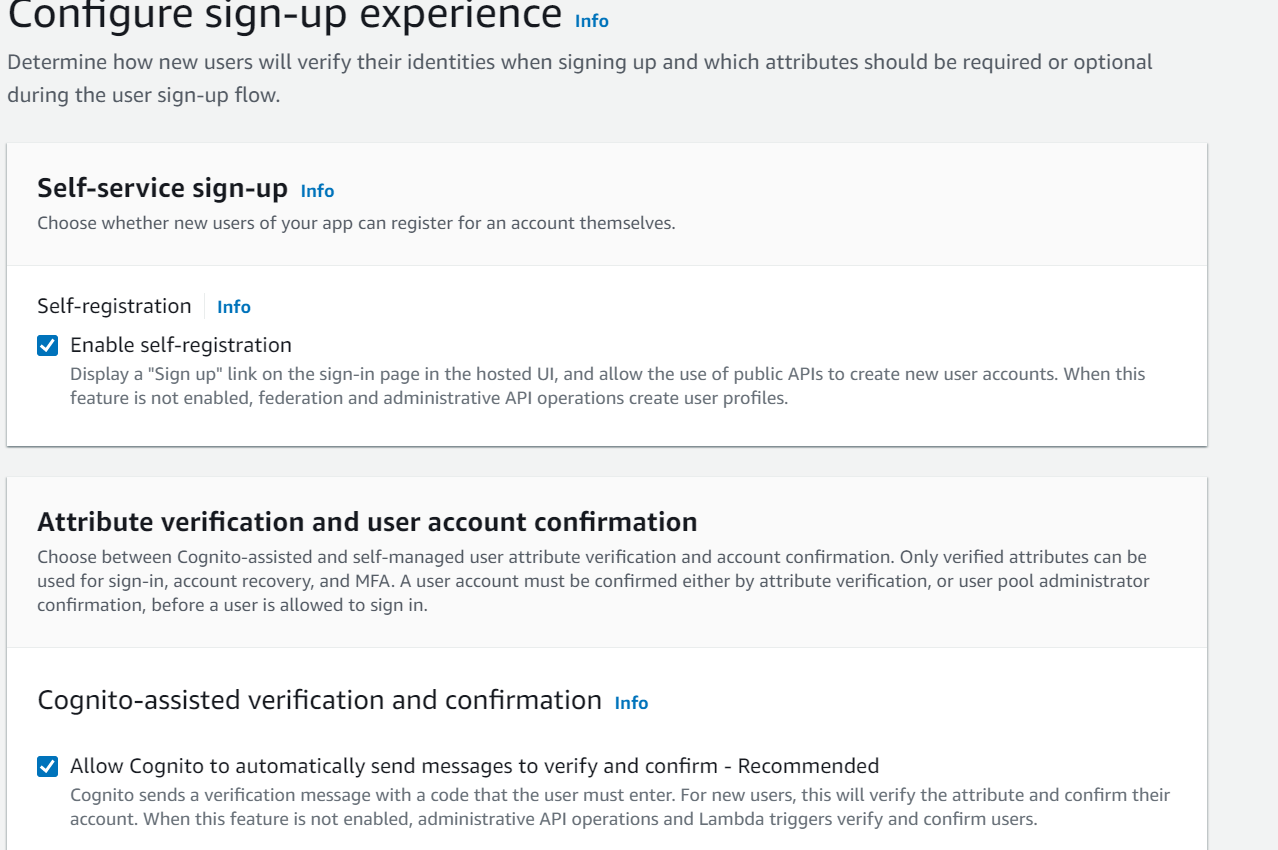 Configure sign-up experience Info
Determine how new users will verify their identities when signing up and which attributes should be required or optional
during the user sign-up flow.
Self-service sign-up Info
Choose whether new users of your app can register for an account themselves.
Self-registration Info
Enable self-registration
Display a "Sign up" link on the sign-in page in the hosted UI, and allow the use of public APIs to create new user accounts. When this
feature is not enabled, federation and administrative API operations create user profiles.
Attribute verification and user account confirmation
Choose between Cognito-assisted and self-managed user attribute verification and account confirmation. Only verified attributes can be
used for sign-in, account recovery, and MFA. A user account must be confirmed either by attribute verification, or user pool administrator
confirmation, before a user is allowed to sign in.
Cognito-assisted verification and confirmation Info
Allow Cognito to automatically send messages to verify and confirm - Recommended
Cognito sends a verification message with a code that the user must enter. For new users, this will verify the attribute and confirm their
account. When this feature is not enabled, administrative API operations and Lambda triggers verify and confirm users.